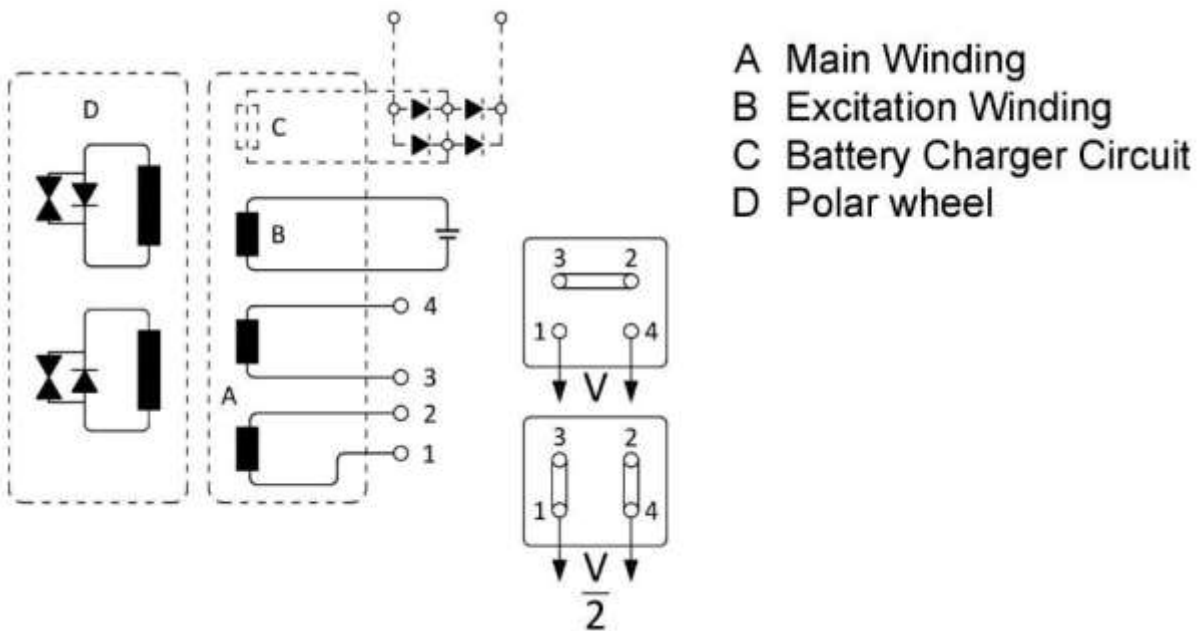 A Main Winding
B Excitation Winding
C Battery Charger Circuit
D Polar wheel
D
C
B
A
4
3
2
1
3 2
1 4
V
3 2
1 4
V
2